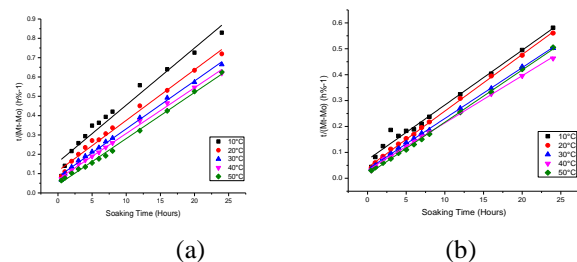 (a)
t/(Mt-Mo) (h%-1)
0.9
0.8
0.7
0.6
0.5
0.4
0.3
0.2
0.1
0.0
0 5 10 15 20 25
Soaking Time (Hours)
10°C
20°C
30°C
40°C
50°C
(b)
t/(Mt-Mo) (h%-1)
0.6
0.5
0.4
0.3
0.2
0.1
0.0
0 5 10 15 20 25
Soaking Time (Hours)
10°C
20°C
30°C
40°C
50°C
(a) (b)